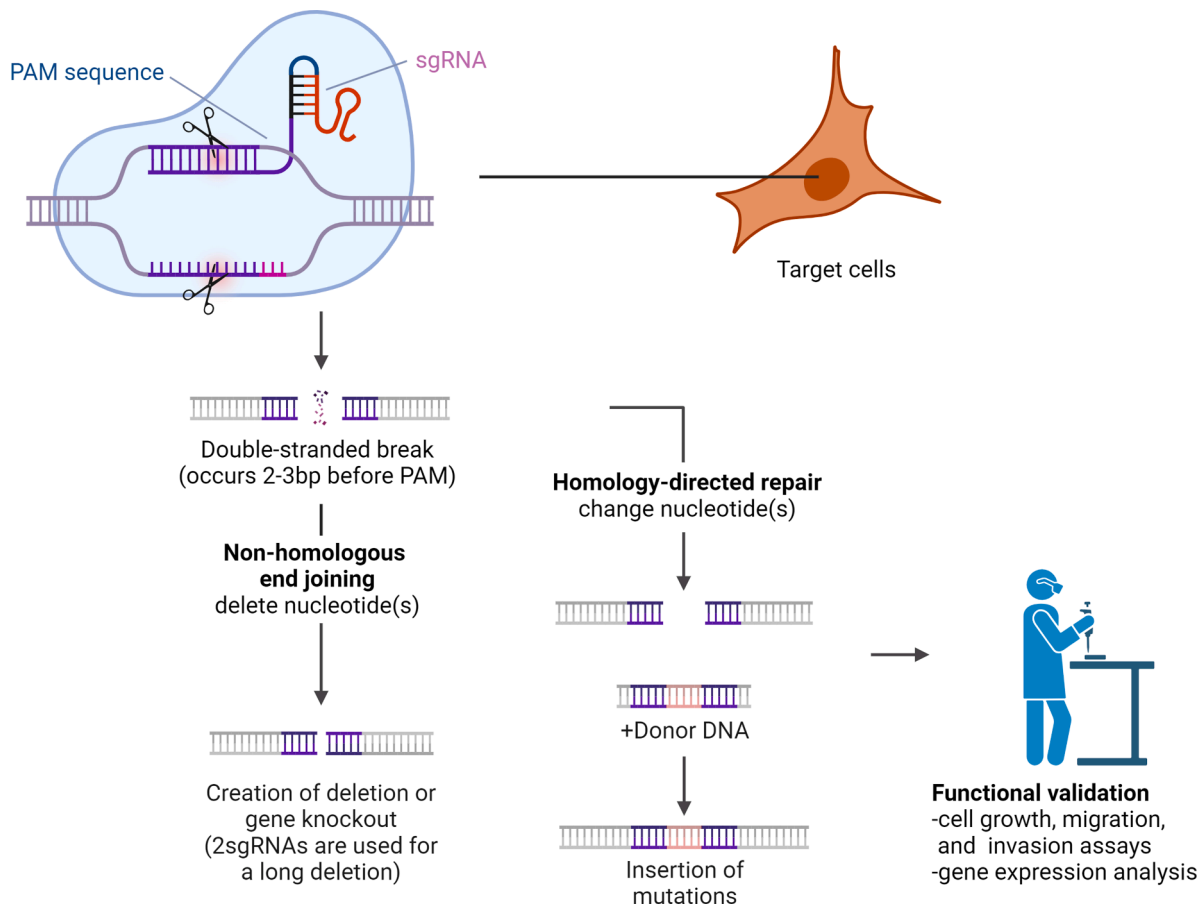 PAM sequence
sgRNA
Target cells
Double-stranded break
(occurs 2-3bp before PAM)
Non-homologous
end joining
delete nucleotide(s)
Creation of deletion or
gene knockout
(2sgRNAs are used for
a long deletion)
Homology-directed repair
change nucleotide(s)
+Donor DNA
Insertion of
mutations
Functional validation
-cell growth, migration,
and invasion assays
-gene expression analysis